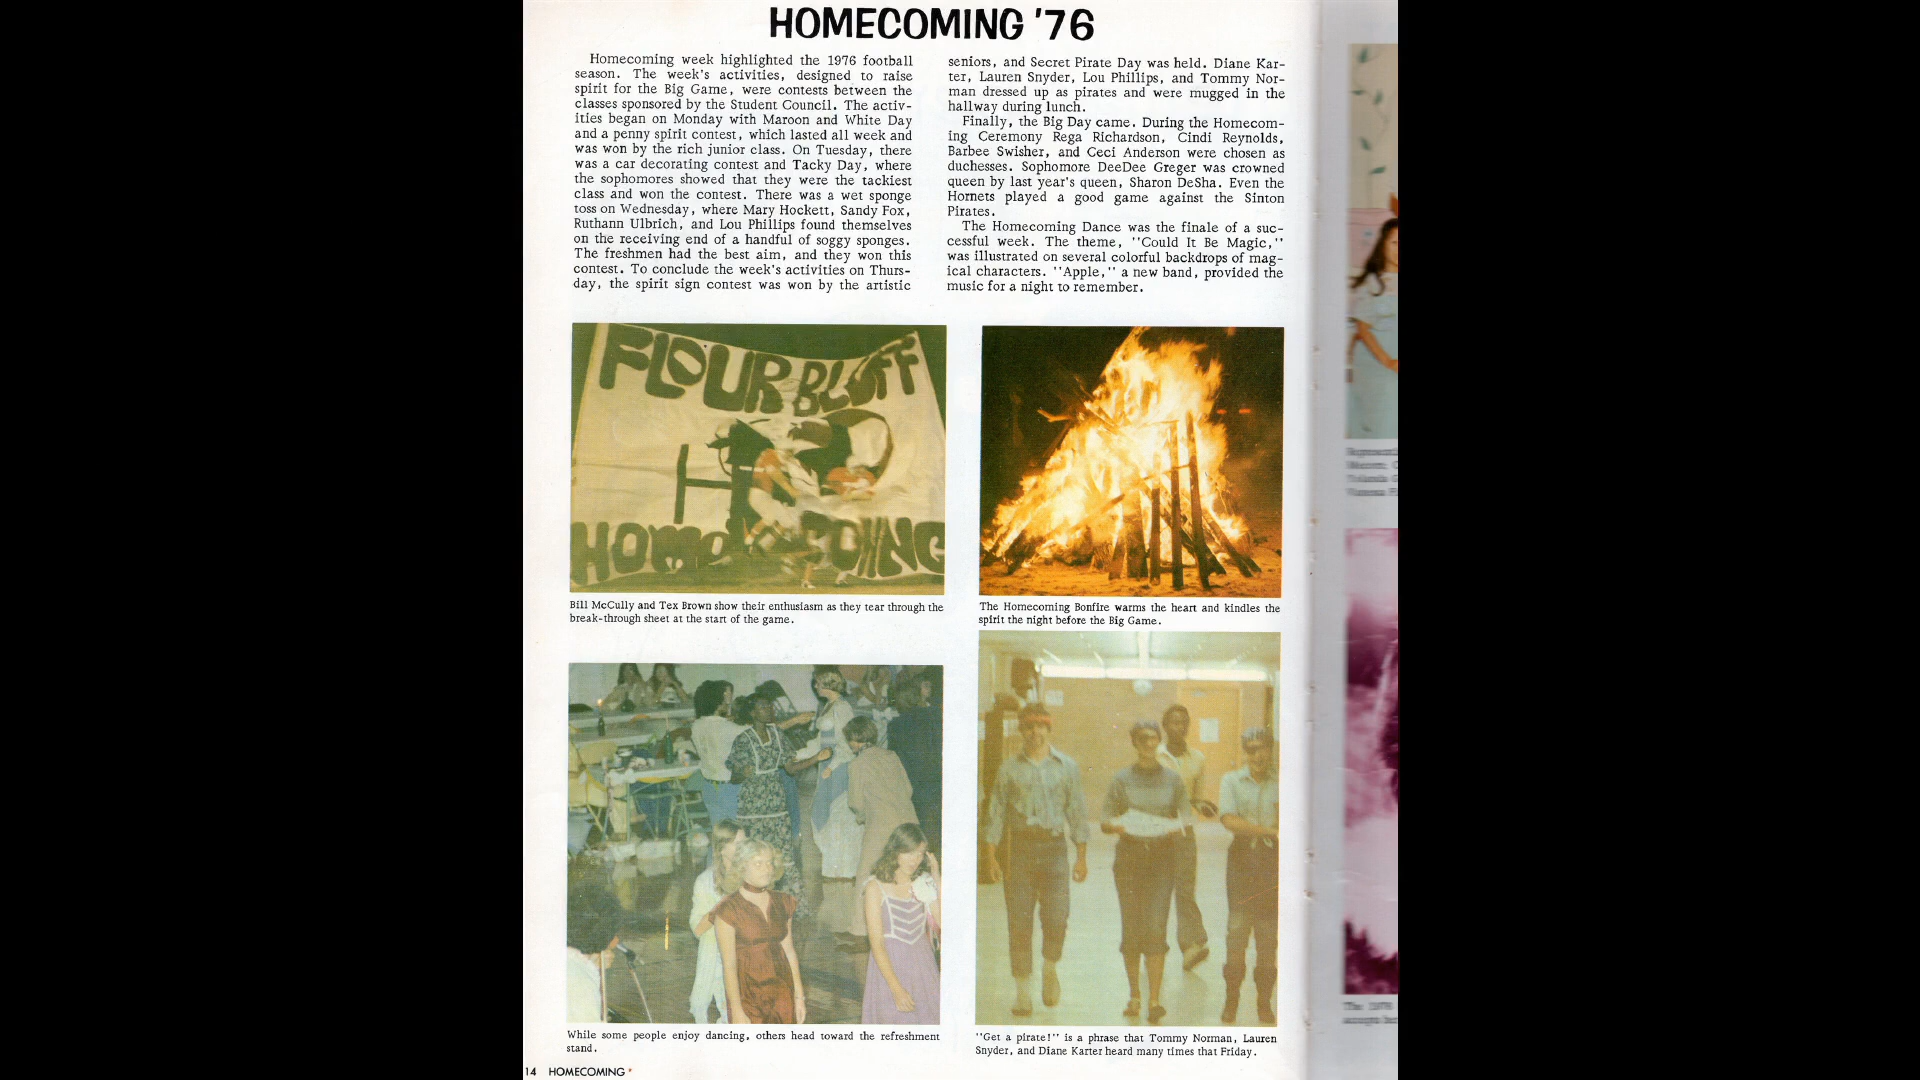 HOMECOMING '76
Homecoming week highlighted the 1976 football
season. The week's activities, designed to raise
spirit for the Big Game, were contests between the
classes sponsored by the Student Council. The activ-
ities began on Monday with Maroon and White Day
and a penny spirit contest, which lasted all week and
was won by the rich junior class. On Tuesday, there
was a car decorating contest and Tacky Day, where
the sophomores showed that they were the tackiest
class and won the contest. There was a wet sponge
toss on Wednesday, where Mary Hockett, Sandy Fox,
Ruthann Ulbrich, and Lou Phillips found themselves
on the receiving end of a handful of soggy sponges.
The freshmen had the best aim, and they won this
contest. To conclude the week's activities on Thurs-
day, the spirit sign contest was won by the artistic
seniors, and Secret Pirate Day was held. Diane Kar-
ter, Lauren Snyder, Lou Phillips, and Tommy Nor-
man dressed up as pirates and were mugged in the
hallway during lunch.
Finally, the Big Day came. During the Homecom-
ing Ceremony Rega Richardson, Cindi Reynolds,
Barbee Swisher, and Ceci Anderson were chosen as
duchesses. Sophomore DeeDee Greger was crowned
queen by last year's queen, Sharon DeSha. Even the
Hornets played a good game against the Sinton
Pirates.
The Homecoming Dance was the finale of a suc-
cessful week. The theme, "Could It Be Magic,"
was illustrated on several colorful backdrops of mag-
ical characters. "Apple," a new band, provided the
music for a night to remember.
FLOUR BLUFF
HOMECOMING
Bill McCully and Tex Brown show their enthusiasm as they tear through the
break-through sheet at the start of the game.
The Homecoming Bonfire warms the heart and kindles the
spirit the night before the Big Game.
While some people enjoy dancing, others head toward the refreshment
stand.
"Get a pirate!" is a phrase that Tommy Norman, Lauren
Snyder, and Diane Karter heard many times that Friday.
14 HOMECOMING